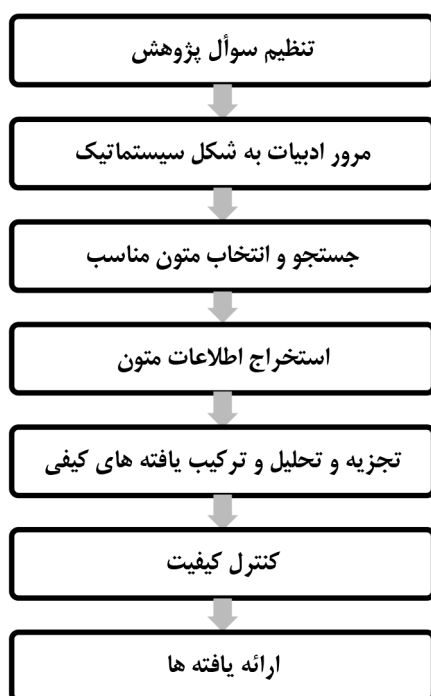 تنظیم سوأل پژوهش
مرور ادبیات به شکل سیستماتیک
جستجو و انتخاب متون مناسب
استخراج اطلاعات متون
تجزیه و تحلیل و ترکیب یافته های کیفی
کنترل کیفیت
ارائه یافته ها